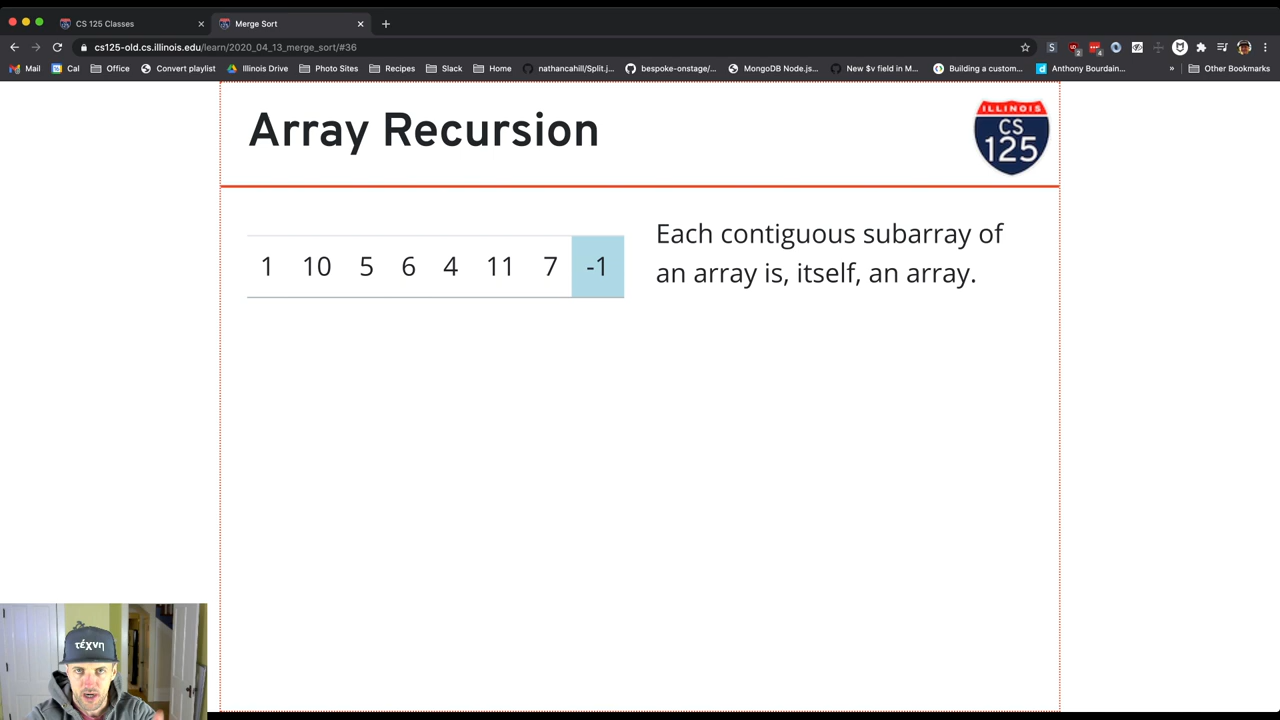 CS 125 Classes
Merge Sort
cs125-old.cs.illinois.edu/learn/2020_04_13_merge_sort/#36
Mail Cal Office Convert playlist Illinois Drive Photo Sites Recipes Slack Home nathancahill/Split.j... bespoke-onstage/... MongoDB Node.js... New $v field in M... Building a custom... Anthony Bourdain... » Other Bookmarks
Array Recursion
ILLINOIS
CS
125
1 10 5 6 4 11 7 -1
Each contiguous subarray of
an array is, itself, an array.
τέχνη